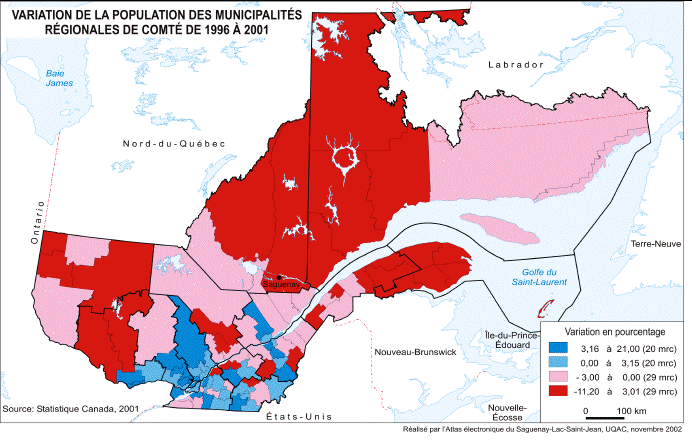 VARIATION DE LA POPULATION DES MUNICIPALITÉS
RÉGIONALES DE COMTÉ DE 1996 À 2001
Baie
James
Labrador
Nord-du-Québec
Ontario
Terre-Neuve
Saguenay
Golfe du
Saint-Laurent
Île-du-Prince-
Édouard
Nouveau-Brunswick
Nouvelle-
Écosse
États-Unis
Variation en pourcentage
3,16 à 21,00 (20 mrc)
0,00 à 3,15 (20 mrc)
- 3,00 à 0,00 (29 mrc)
-11,20 à 3,01 (29 mrc)
0 100 km
Source: Statistique Canada, 2001
Réalisé par l'Atlas électronique du Saguenay-Lac-Saint-Jean, UQAC, novembre 2002